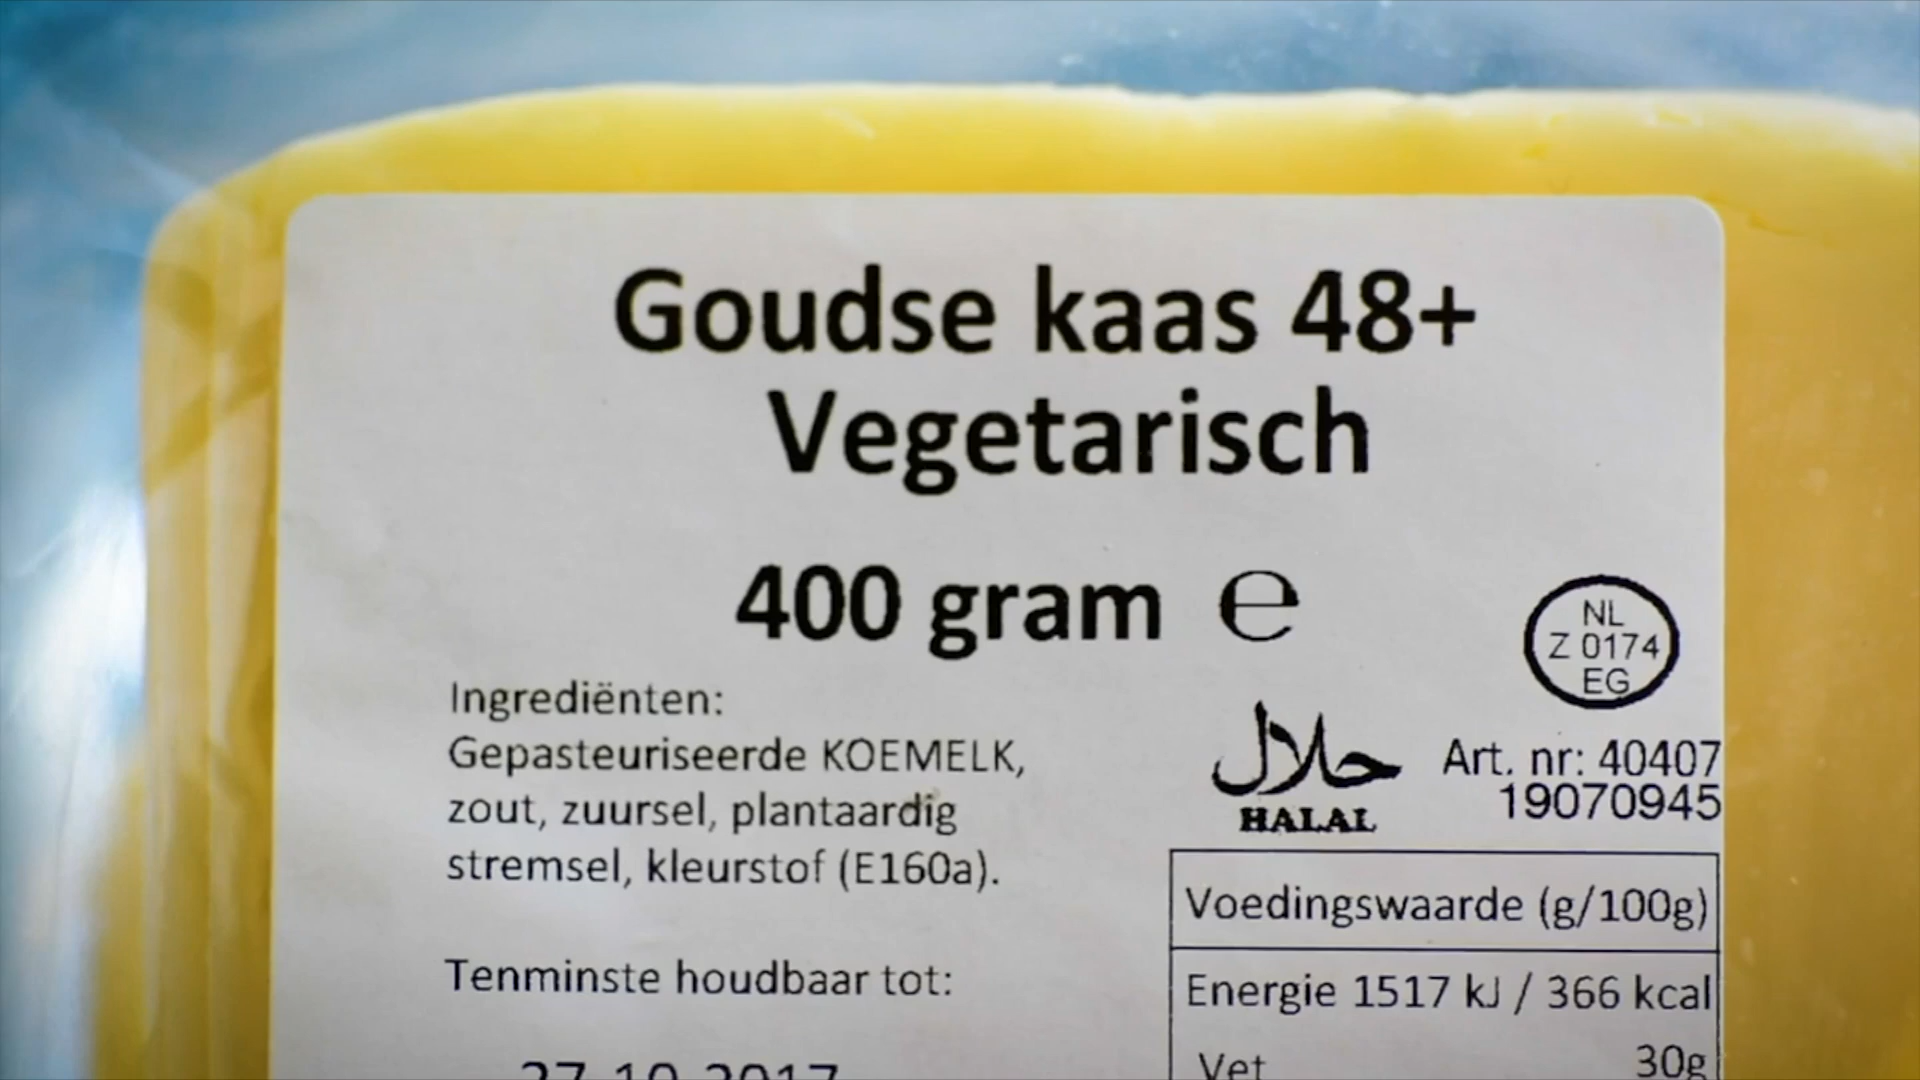 Goudse kaas 48+
Vegetarisch
400 gram ℮
Ingrediënten:
Gepasteuriseerde KOEMELK,
zout, zuursel, plantaardig
stremsel, kleurstof (E160a).
Tenminste houdbaar tot:
27-10-2017
NL
Z 0174
EG
حلال
HALAL
Art. nr: 40407
19070945
Voedingswaarde (g/100g)
Energie 1517 kJ / 366 kcal
Vet 30g